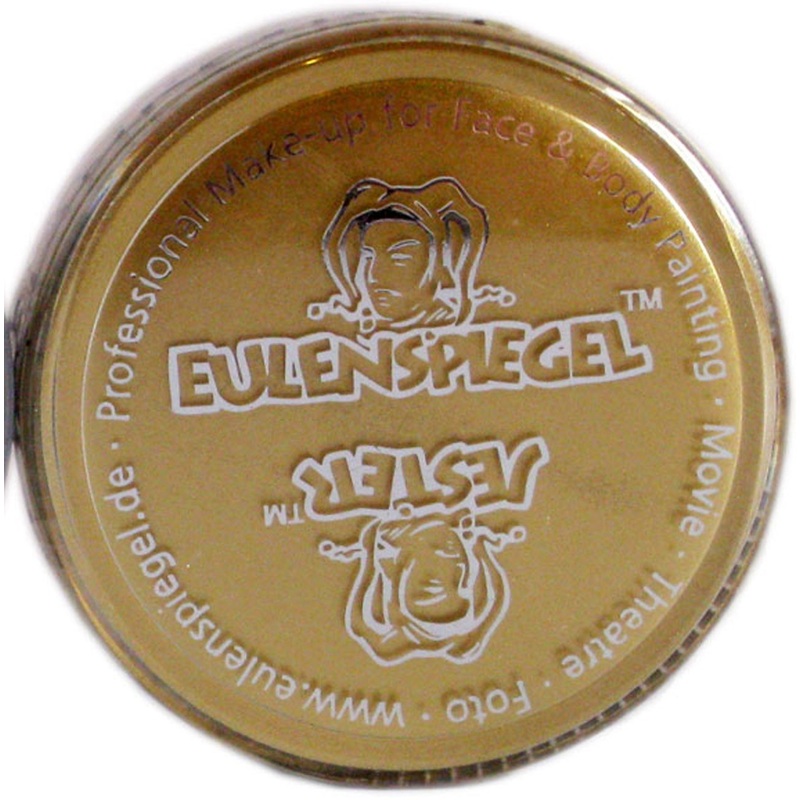 Professional Make-up for Face & Body Painting · Movie · Theatre · Foto · www.eulenspiegel.de ·
EULENSPIEGEL™
JESTER™